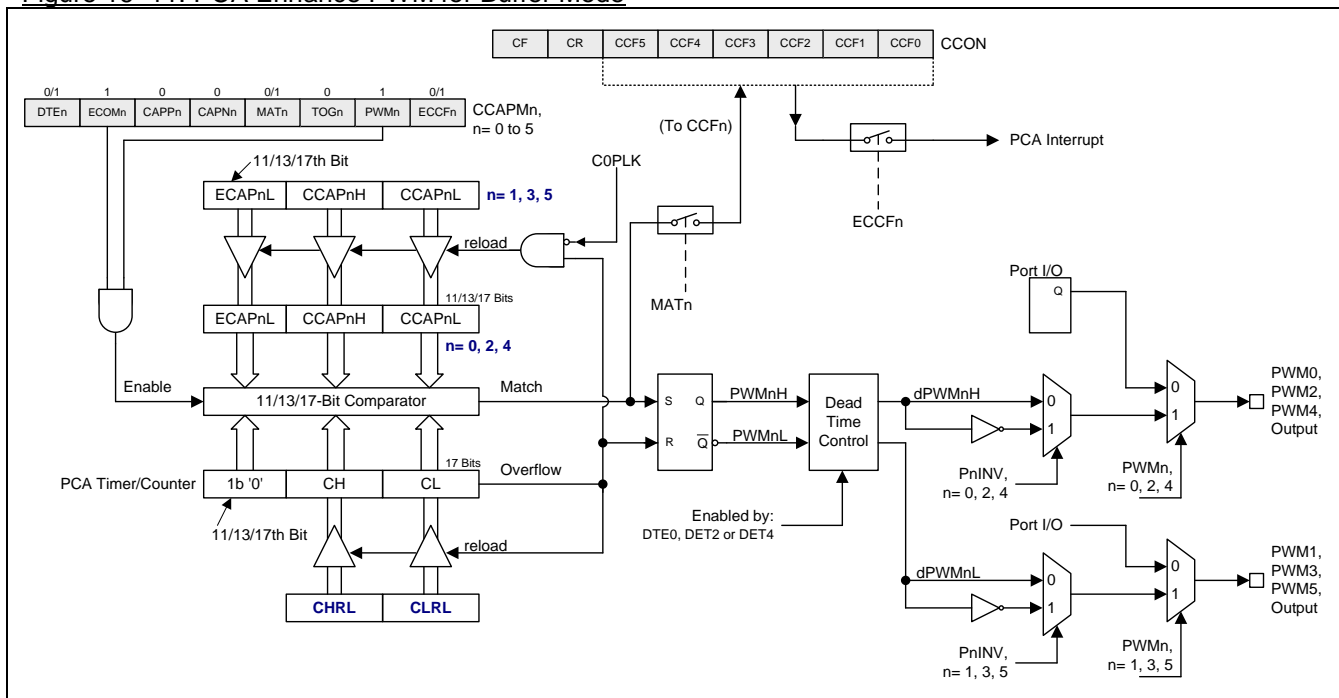 Figure 16-11. PCA Enhance PWM for Buffer Mode
CF CR CCF5 CCF4 CCF3 CCF2 CCF1 CCF0 CCON
0/1 1 0 0 0/1 0 1 0/1
DTEn ECOMn CAPPn CAPNn MATn TOGn PWMn ECCFn
CCAPMn,
n= 0 to 5
(To CCFn)
PCA Interrupt
ECCFn
11/13/17th Bit
C0PLK
ECAPnL CCAPnH CCAPnL n= 1, 3, 5
reload
MATn
11/13/17 Bits
ECAPnL CCAPnH CCAPnL
n= 0, 2, 4
Enable
11/13/17-Bit Comparator
Match
Port I/O
Q
S Q
R Q
PWMnH
PWMnL
Dead
Time
Control
dPWMnH
0
1
PnINV,
n= 0, 2, 4
0
1
PWMn,
n= 0, 2, 4
PWM0,
PWM2,
PWM4,
Output
17 Bits
PCA Timer/Counter 1b '0' CH CL
Overflow
11/13/17th Bit
reload
CHRL CLRL
Enabled by:
DTE0, DET2 or DET4
Port I/O
dPWMnL
0
1
PnINV,
n= 1, 3, 5
0
1
PWMn,
n= 1, 3, 5
PWM1,
PWM3,
PWM5,
Output